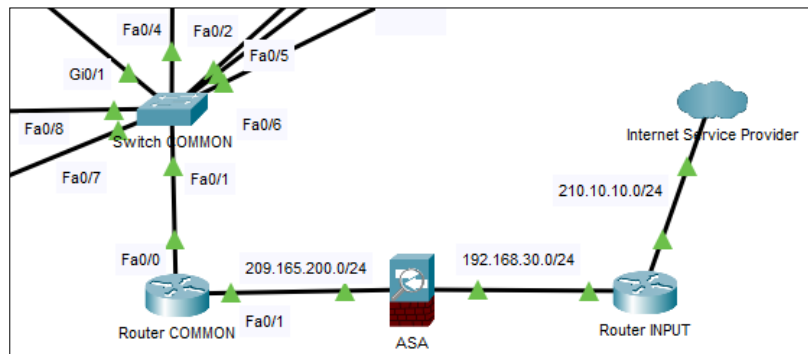 Fa0/4
Fa0/2
Fa0/5
Gi0/1
Fa0/8
Fa0/6
Switch COMMON
Fa0/7
Fa0/1
Internet Service Provider
210.10.10.0/24
Fa0/0
209.165.200.0/24
192.168.30.0/24
Fa0/1
Router COMMON
ASA
Router INPUT